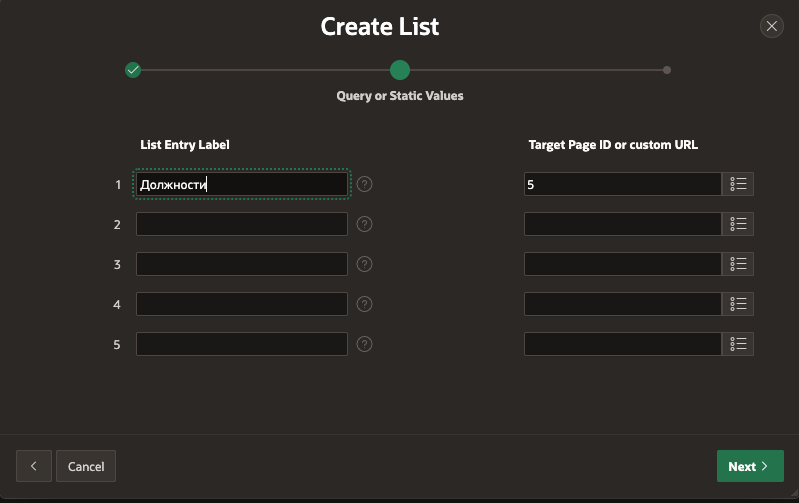 Create List
Query or Static Values
List Entry Label Target Page ID or custom URL
1 Должности ? 5
2 ?
3 ?
4 ?
5 ?
Cancel Next